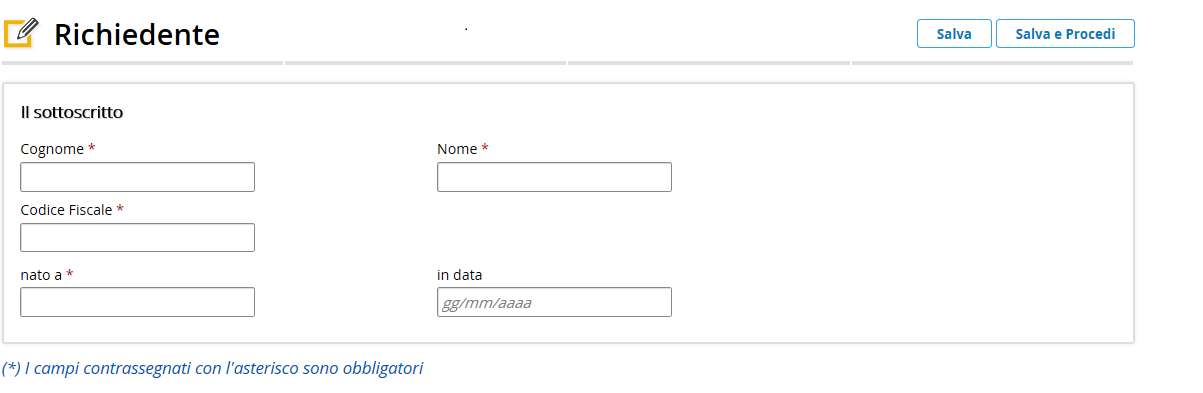 Richiedente
Salva
Salva e Procedi
Il sottoscritto
Cognome * Nome *
Codice Fiscale *
nato a * in data
gg/mm/aaaa
(*) I campi contrassegnati con l'asterisco sono obbligatori